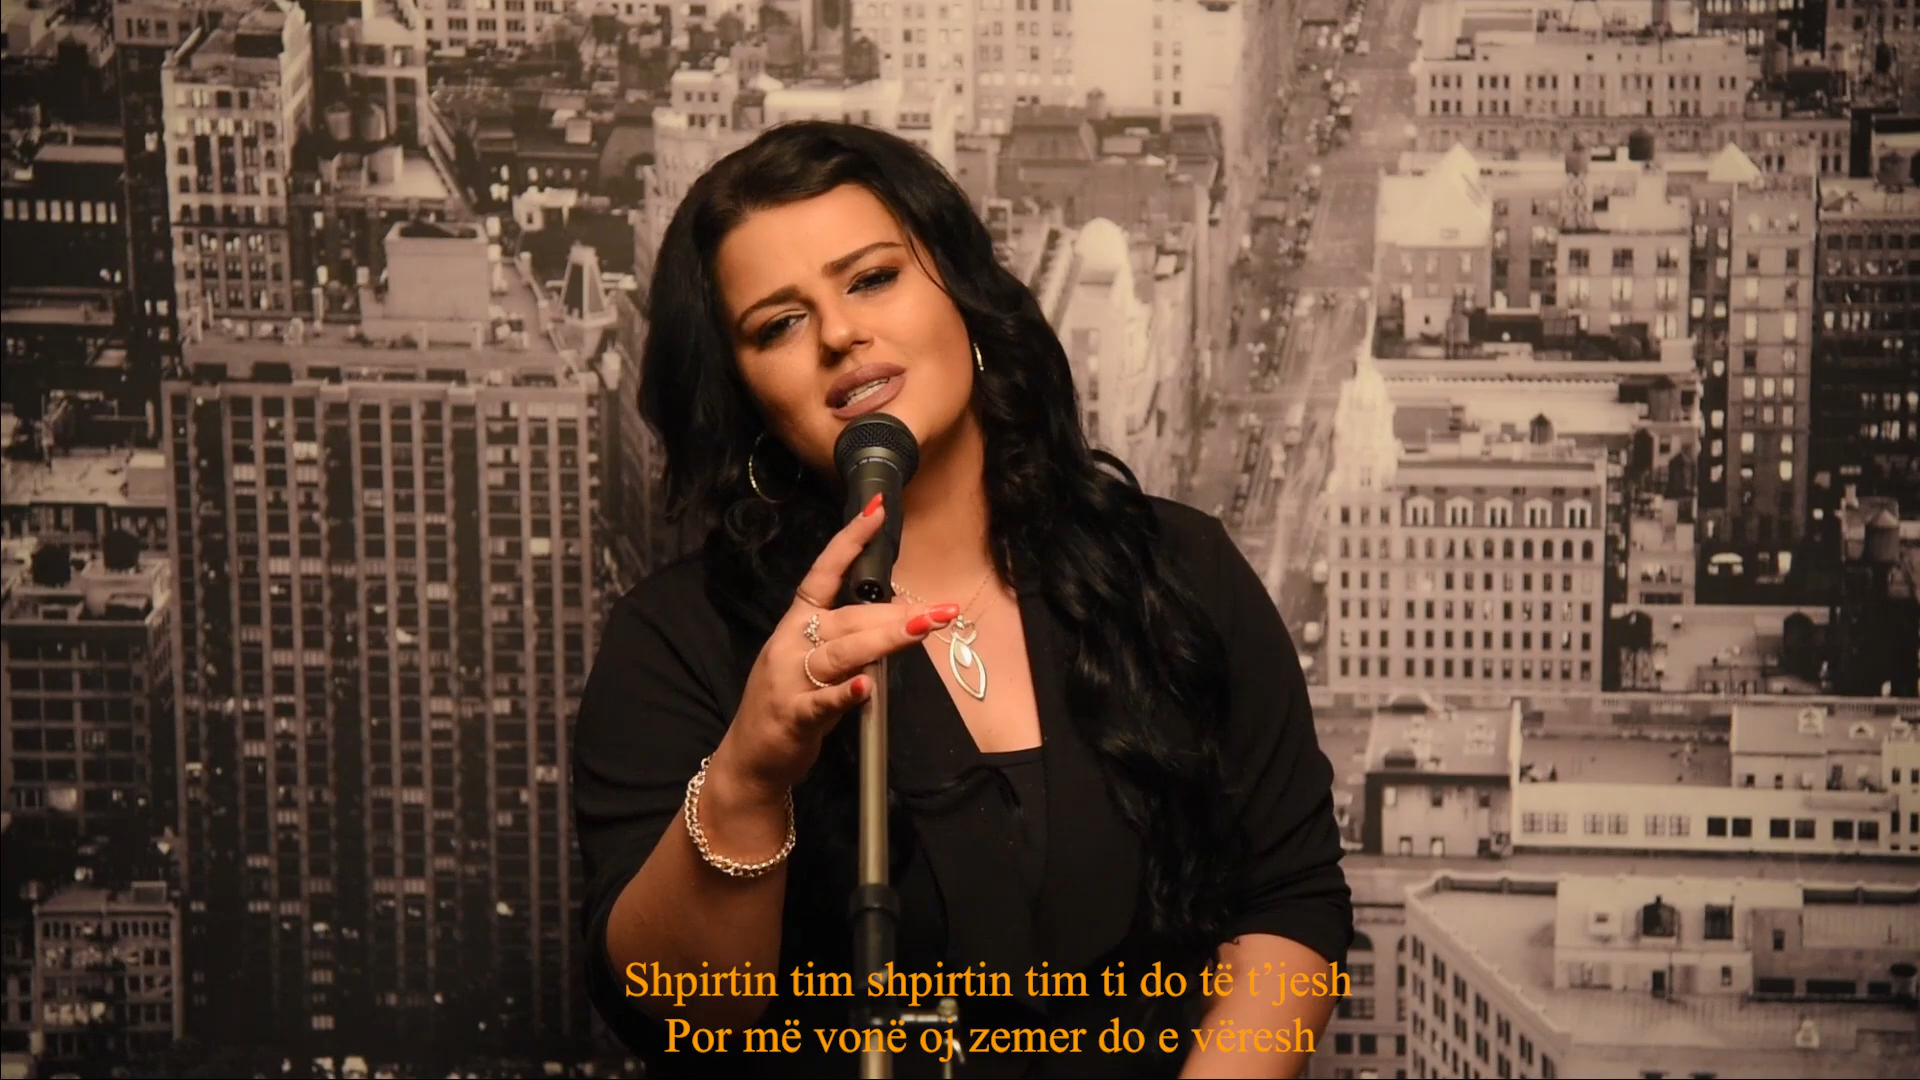 Shpirtin tim shpirtin tim ti do të t’jesh
Por më vonë oj zemer do e vëresh